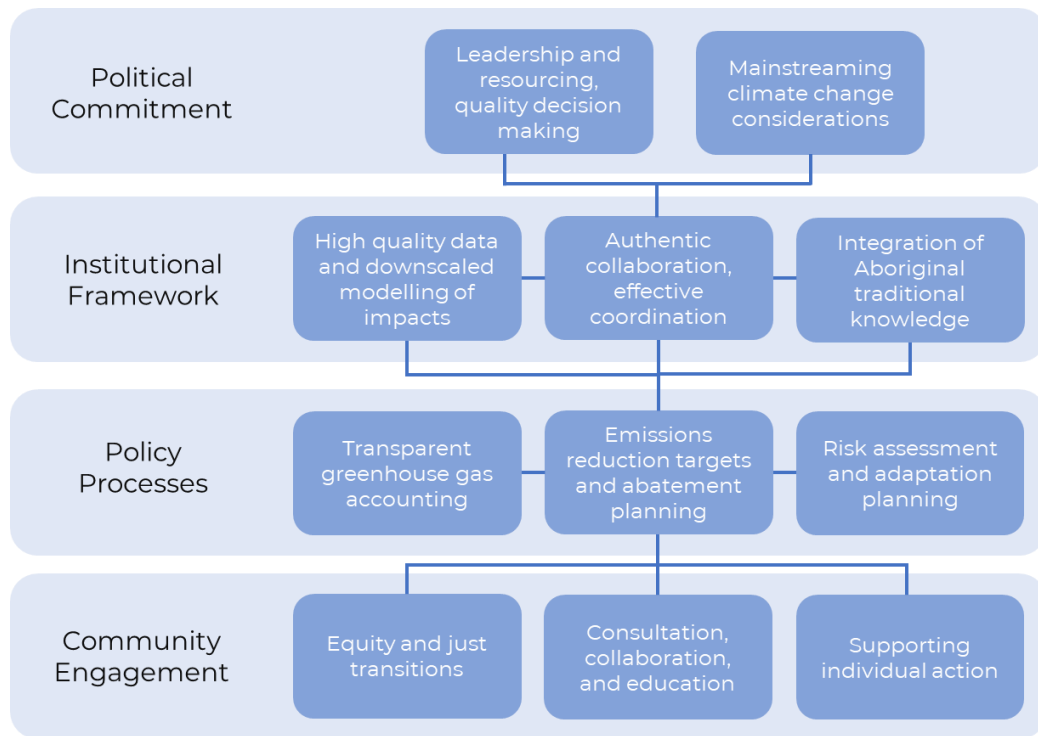 Political
Commitment
Leadership and
resourcing,
quality decision
making
Mainstreaming
climate change
considerations
Institutional
Framework
High quality data
and downscaled
modelling of
impacts
Authentic
collaboration,
effective
coordination
Integration of
Aboriginal
traditional
knowledge
Policy
Processes
Transparent
greenhouse gas
accounting
Emissions
reduction targets
and abatement
planning
Risk assessment
and adaptation
planning
Community
Engagement
Equity and just
transitions
Consultation,
collaboration,
and education
Supporting
individual action